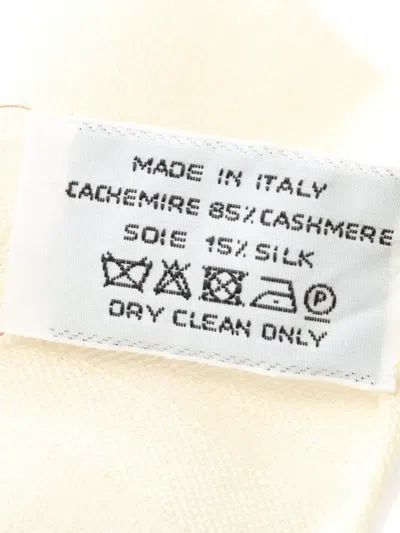 MADE IN ITALY
CACHEMIRE 85% CASHMERE
SOIE 15% SILK
P
DRY CLEAN ONLY